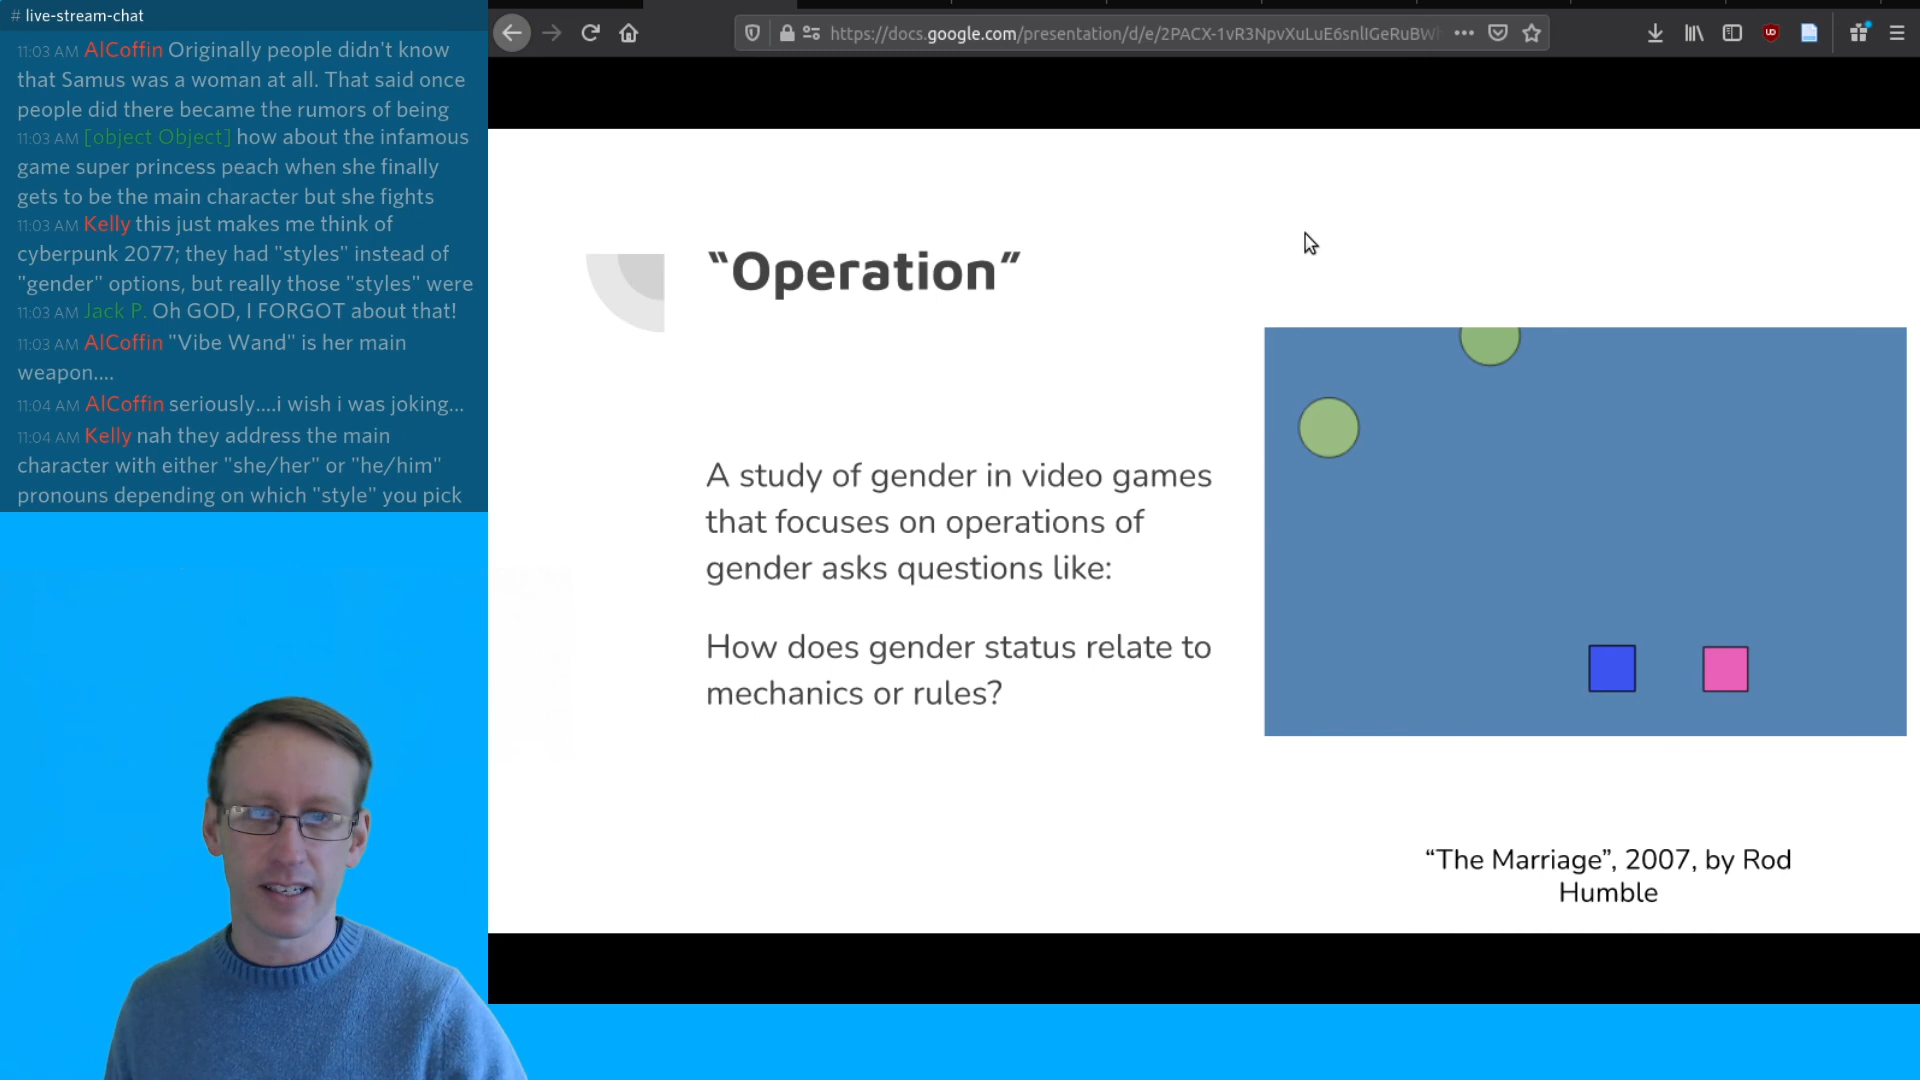 # live-stream-chat
11:03 AM AlCoffin Originally people didn't know
that Samus was a woman at all. That said once
people did there became the rumors of being
11:03 AM [object Object] how about the infamous
game super princess peach when she finally
gets to be the main character but she fights
11:03 AM Kelly this just makes me think of
cyberpunk 2077; they had "styles" instead of
"gender" options, but really those "styles" were
11:03 AM Jack P. Oh GOD, I FORGOT about that!
11:03 AM AlCoffin "Vibe Wand" is her main
weapon....
11:04 AM AlCoffin seriously....i wish i was joking...
11:04 AM Kelly nah they address the main
character with either "she/her" or "he/him"
pronouns depending on which "style" you pick
https://docs.google.com/presentation/d/e/2PACX-1vR3NpvXuLuE6snlIGeRuBW
“Operation”
A study of gender in video games
that focuses on operations of
gender asks questions like:
How does gender status relate to
mechanics or rules?
“The Marriage”, 2007, by Rod
Humble